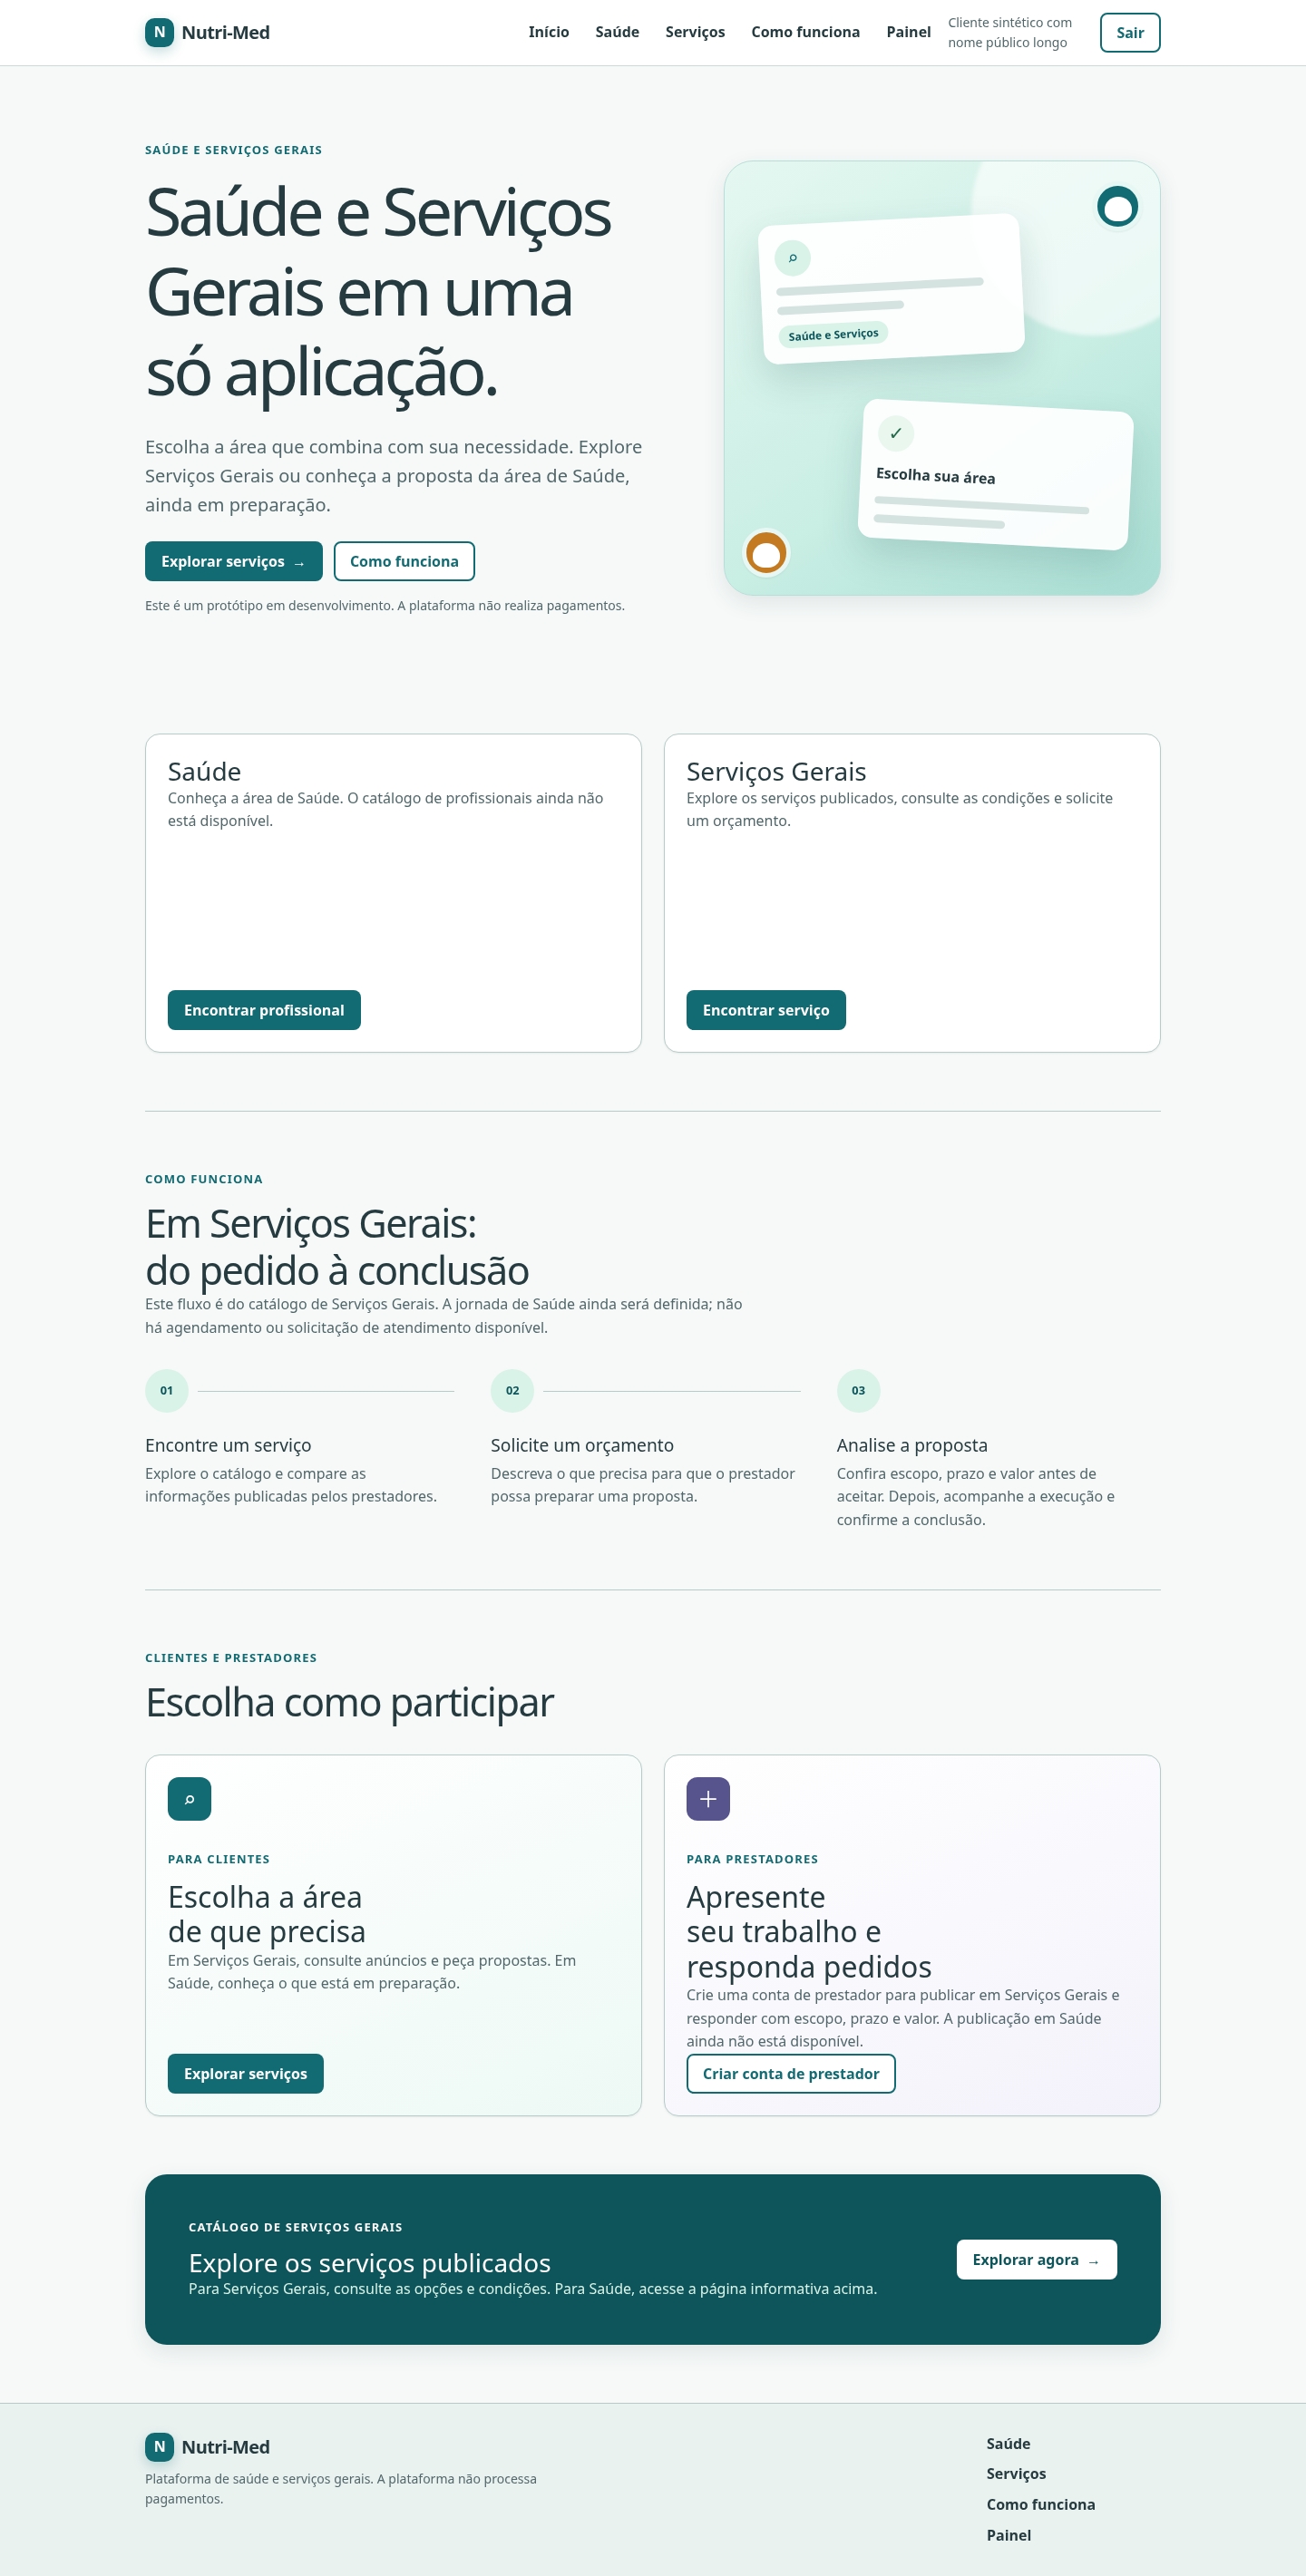 N Nutri-Med
Início Saúde Serviços Como funciona Painel
Cliente sintético com
nome público longo
Sair
SAÚDE E SERVIÇOS GERAIS
Saúde e Serviços
Gerais em uma
só aplicação.
Escolha a área que combina com sua necessidade. Explore
Serviços Gerais ou conheça a proposta da área de Saúde,
ainda em preparação.
Explorar serviços →
Como funciona
Este é um protótipo em desenvolvimento. A plataforma não realiza pagamentos.
Saúde e Serviços
✓
Escolha sua área
Saúde
Conheça a área de Saúde. O catálogo de profissionais ainda não
está disponível.
Encontrar profissional
Serviços Gerais
Explore os serviços publicados, consulte as condições e solicite
um orçamento.
Encontrar serviço
COMO FUNCIONA
Em Serviços Gerais:
do pedido à conclusão
Este fluxo é do catálogo de Serviços Gerais. A jornada de Saúde ainda será definida; não
há agendamento ou solicitação de atendimento disponível.
01
Encontre um serviço
Explore o catálogo e compare as
informações publicadas pelos prestadores.
02
Solicite um orçamento
Descreva o que precisa para que o prestador
possa preparar uma proposta.
03
Analise a proposta
Confira escopo, prazo e valor antes de
aceitar. Depois, acompanhe a execução e
confirme a conclusão.
CLIENTES E PRESTADORES
Escolha como participar
PARA CLIENTES
Escolha a área
de que precisa
Em Serviços Gerais, consulte anúncios e peça propostas. Em
Saúde, conheça o que está em preparação.
Explorar serviços
PARA PRESTADORES
Apresente
seu trabalho e
responda pedidos
Crie uma conta de prestador para publicar em Serviços Gerais e
responder com escopo, prazo e valor. A publicação em Saúde
ainda não está disponível.
Criar conta de prestador
CATÁLOGO DE SERVIÇOS GERAIS
Explore os serviços publicados
Para Serviços Gerais, consulte as opções e condições. Para Saúde, acesse a página informativa acima.
Explorar agora →
N Nutri-Med
Plataforma de saúde e serviços gerais. A plataforma não processa
pagamentos.
Saúde
Serviços
Como funciona
Painel